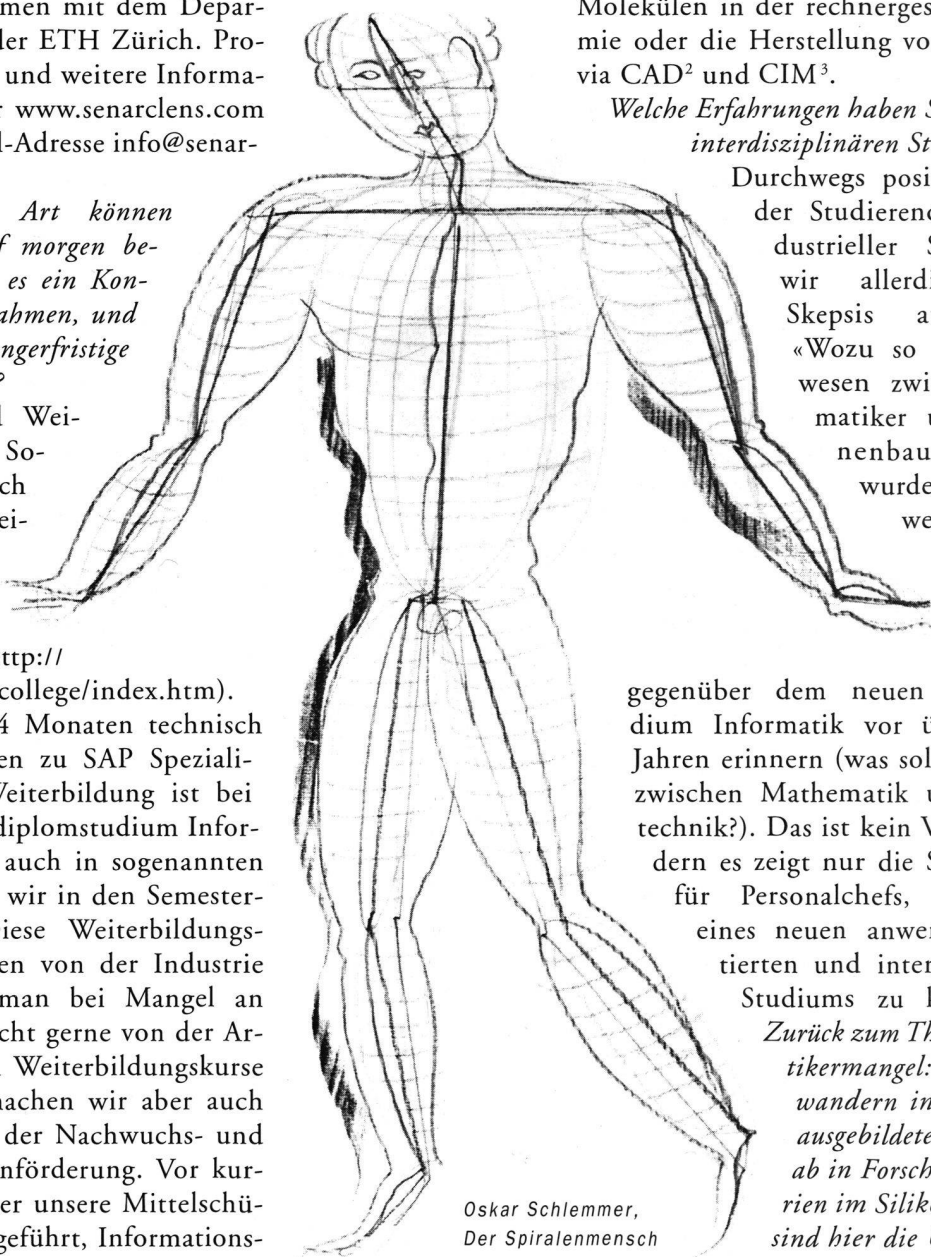 men mit dem Depar-
der ETH Zürich. Pro-
und weitere Informa-
www.senarclens.com
l-Adresse info@senar-
Art können
f morgen be-
es ein Kon-
ahmen, und
ngerfristige
l Wei-
So-
ch
ei-
ttp://
college/index.htm).
4 Monaten technisch
en zu SAP Speziali-
Weiterbildung ist bei
diplomstudium Infor-
auch in sogenannten
wir in den Semester-
iese Weiterbildungs-
en von der Industrie
man bei Mangel an
cht gerne von der Ar-
Weiterbildungskurse
machen wir aber auch
der Nachwuchs- und
nförderung. Vor kur-
er unsere Mittelschü-
geführt, Informations-
Oskar Schlemmer,
Der Spiralenmensch
Molekülen in der rechnerges
mie oder die Herstellung vo
via CAD² und CIM³.
Welche Erfahrungen haben S
interdisziplinären St
Durchwegs posi
der Studierend
dustrieller S
wir allerdi
Skepsis a
«Wozu so
wesen zwi
matiker u
nenbau
wurde
we
gegenüber dem neuen
dium Informatik vor ü
Jahren erinnern (was sol
zwischen Mathematik u
technik?). Das ist kein V
dern es zeigt nur die S
für Personalchefs,
eines neuen anwen
tierten und inter
Studiums zu
Zurück zum Th
tikermangel:
wandern in
ausgebildete
ab in Forsch
rien im Silik
sind hier die